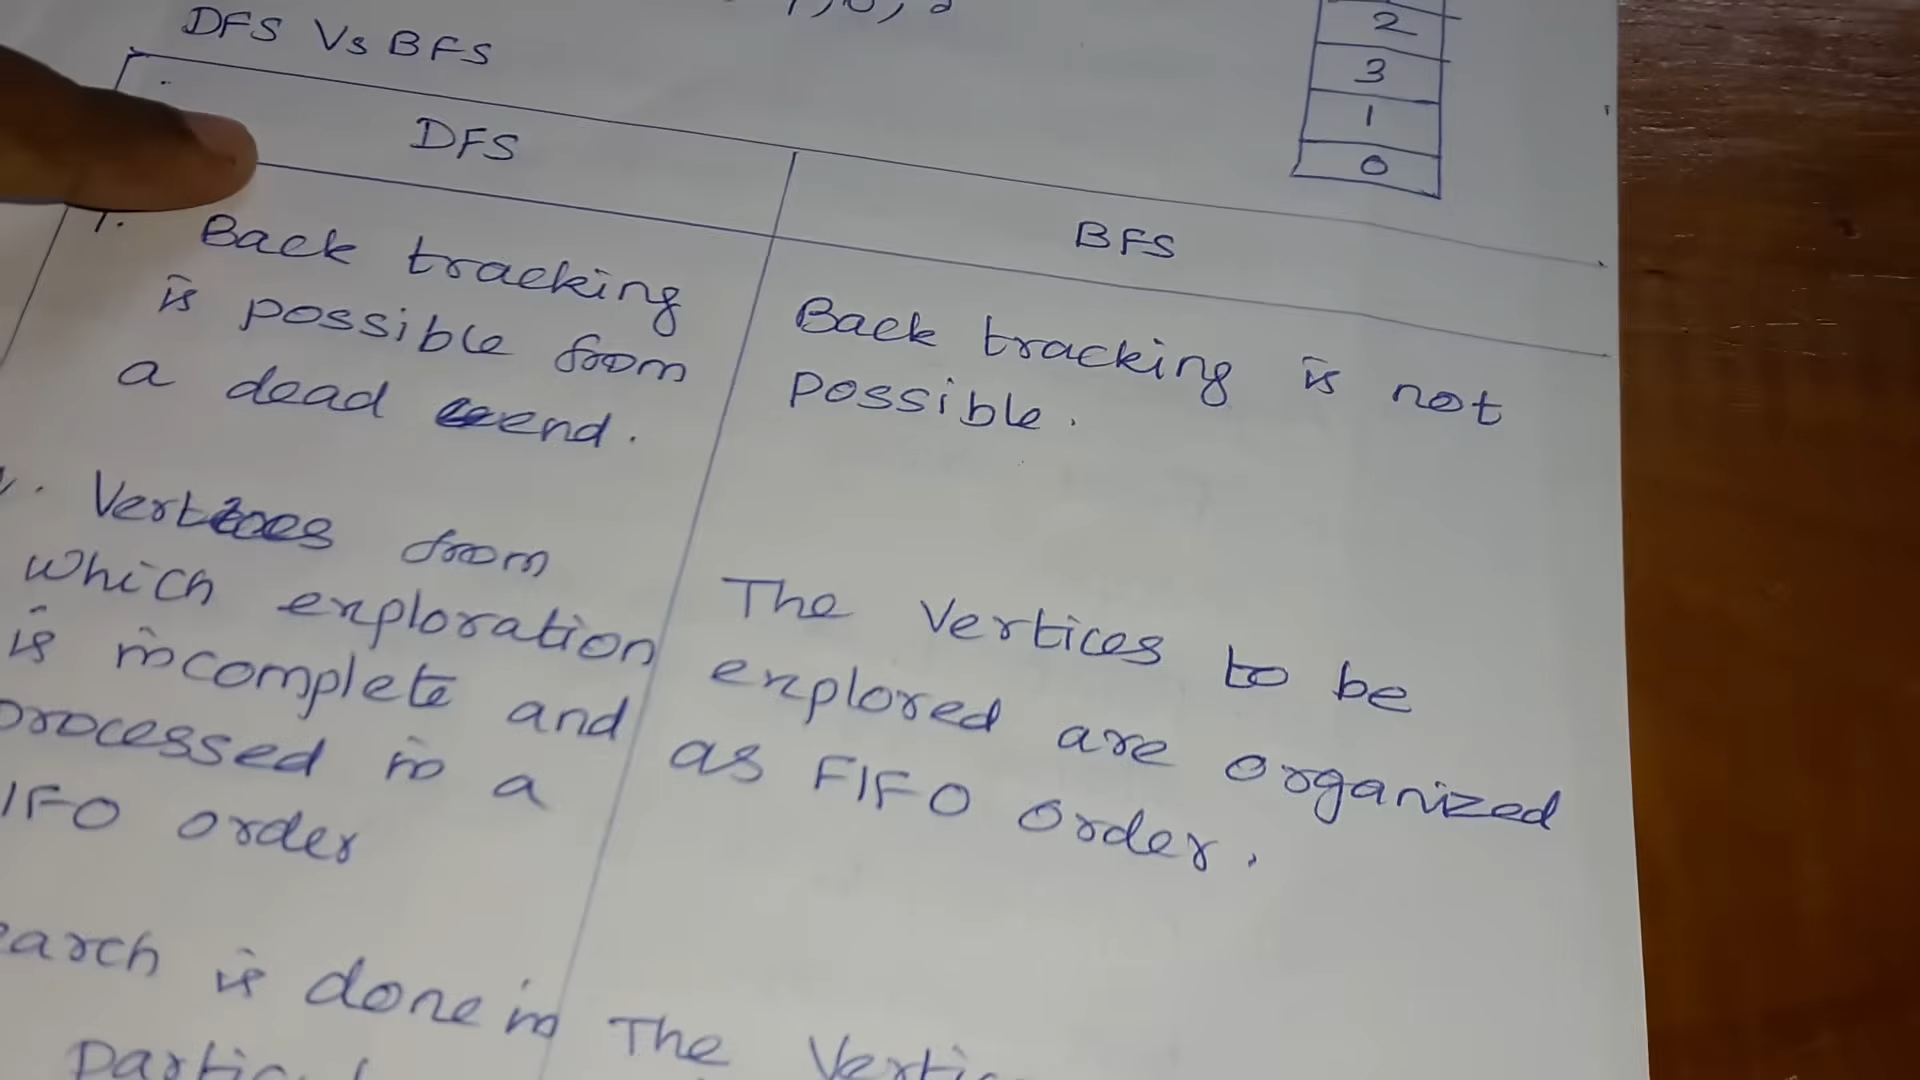 DFS Vs BFS
2
3
1
0
DFS
BFS
1. Back tracking
is possible from
a dead end.
Back tracking is not
possible.
Vertices from
which exploration
is incomplete and
processed in a
IFO order
The Vertices to be
explored are organized
as FIFO order.
earch is done in
The